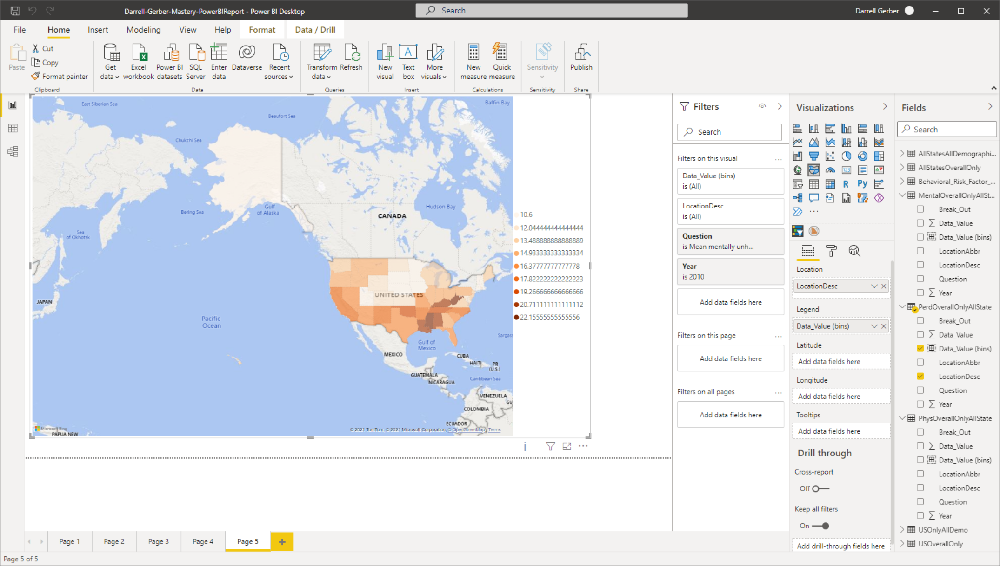 Darrell-Gerber-Mastery-PowerBIReport - Power BI Desktop
Search
Darrell Gerber
File
Home
Insert
Modeling
View
Help
Format
Data / Drill
Paste
Cut
Copy
Format painter
Clipboard
Get
data
Excel
workbook
Power BI
datasets
SQL
Server
Enter
data
Dataverse
Recent
sources
Data
Transform
data
Refresh
Queries
New
visual
A
Text
box
More
visuals
Insert
New
measure
Quick
measure
Calculations
Sensitivity
Sensitivity
Publish
Share
East Siberian Sea
Baffin Bay
Beaufort Sea
Chukchi Sea
Gulf
of Alaska
Bering Sea
Hudson Bay
CANADA
Sea
of Okhotsk
UNITED STATES
JAPAN
Pacific
Ocean
Sargass
Gulf of
Mexico
MEXICO
CUBA
HAITI
PR
(U.S.)
GUATEMALA
NICARAGUA
Caribbean Sea
VENEZUELA
GU
COLOMBIA
ECUADOR
Microsoft Bing
PAPUA NEW
© 2021 TomTom, © 2021 Microsoft Corporation, © OpenStreetMap Terms
10.6
12.044444444444444
13.488888888888889
14.933333333333334
16.37777777777778
17.822222222222223
19.266666666666666
20.711111111111112
22.15555555555556
Filters
Search
Filters on this visual
Data_Value (bins)
is (All)
LocationDesc
is (All)
Question
is Mean mentally unh...
Year
is 2010
Add data fields here
Filters on this page
Add data fields here
Filters on all pages
Add data fields here
Visualizations
123
R
Py
Location
LocationDesc
Legend
Data_Value (bins)
Latitude
Add data fields here
Longitude
Add data fields here
Tooltips
Add data fields here
Drill through
Cross-report
Off
Keep all filters
On
Add drill-through fields here
Fields
Search
AllStatesAllDemographi...
AllStatesOverallOnly
Behavioral_Risk_Factor_...
MentalOverallOnlyAllSt...
Break_Out
Data_Value
Data_Value (bins)
LocationAbbr
LocationDesc
Question
Year
PerdOverallOnlyAllState
Break_Out
Data_Value
Data_Value (bins)
LocationAbbr
LocationDesc
Question
Year
PhysOverallOnlyAllState
Break_Out
Data_Value
Data_Value (bins)
LocationAbbr
LocationDesc
Question
Year
USOnlyAllDemo
USOverallOnly
Page 1
Page 2
Page 3
Page 4
Page 5
Page 5 of 5